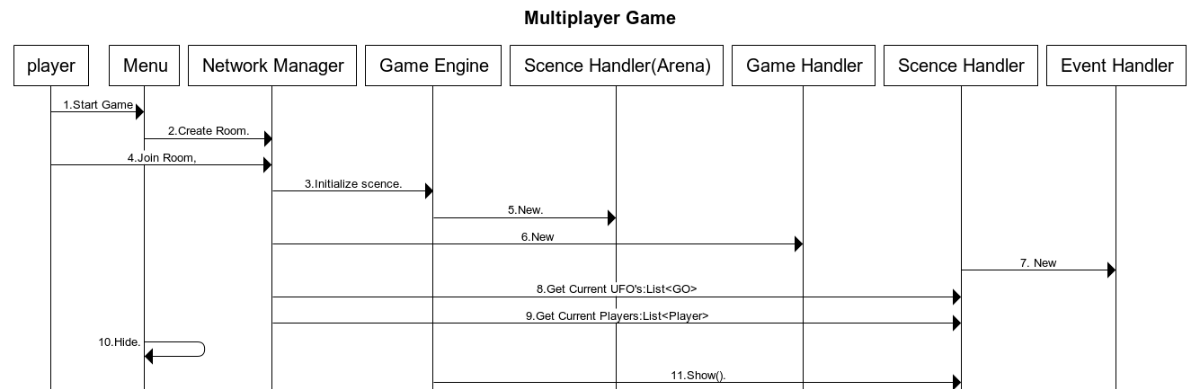 Multiplayer Game
player
Menu
Network Manager
Game Engine
Scence Handler(Arena)
Game Handler
Scence Handler
Event Handler
1.Start Game
2.Create Room.
4.Join Room,
3.Initialize scence.
5.New.
6.New
7. New
8.Get Current UFO's:List<GO>
9.Get Current Players:List<Player>
10.Hide.
11.Show().